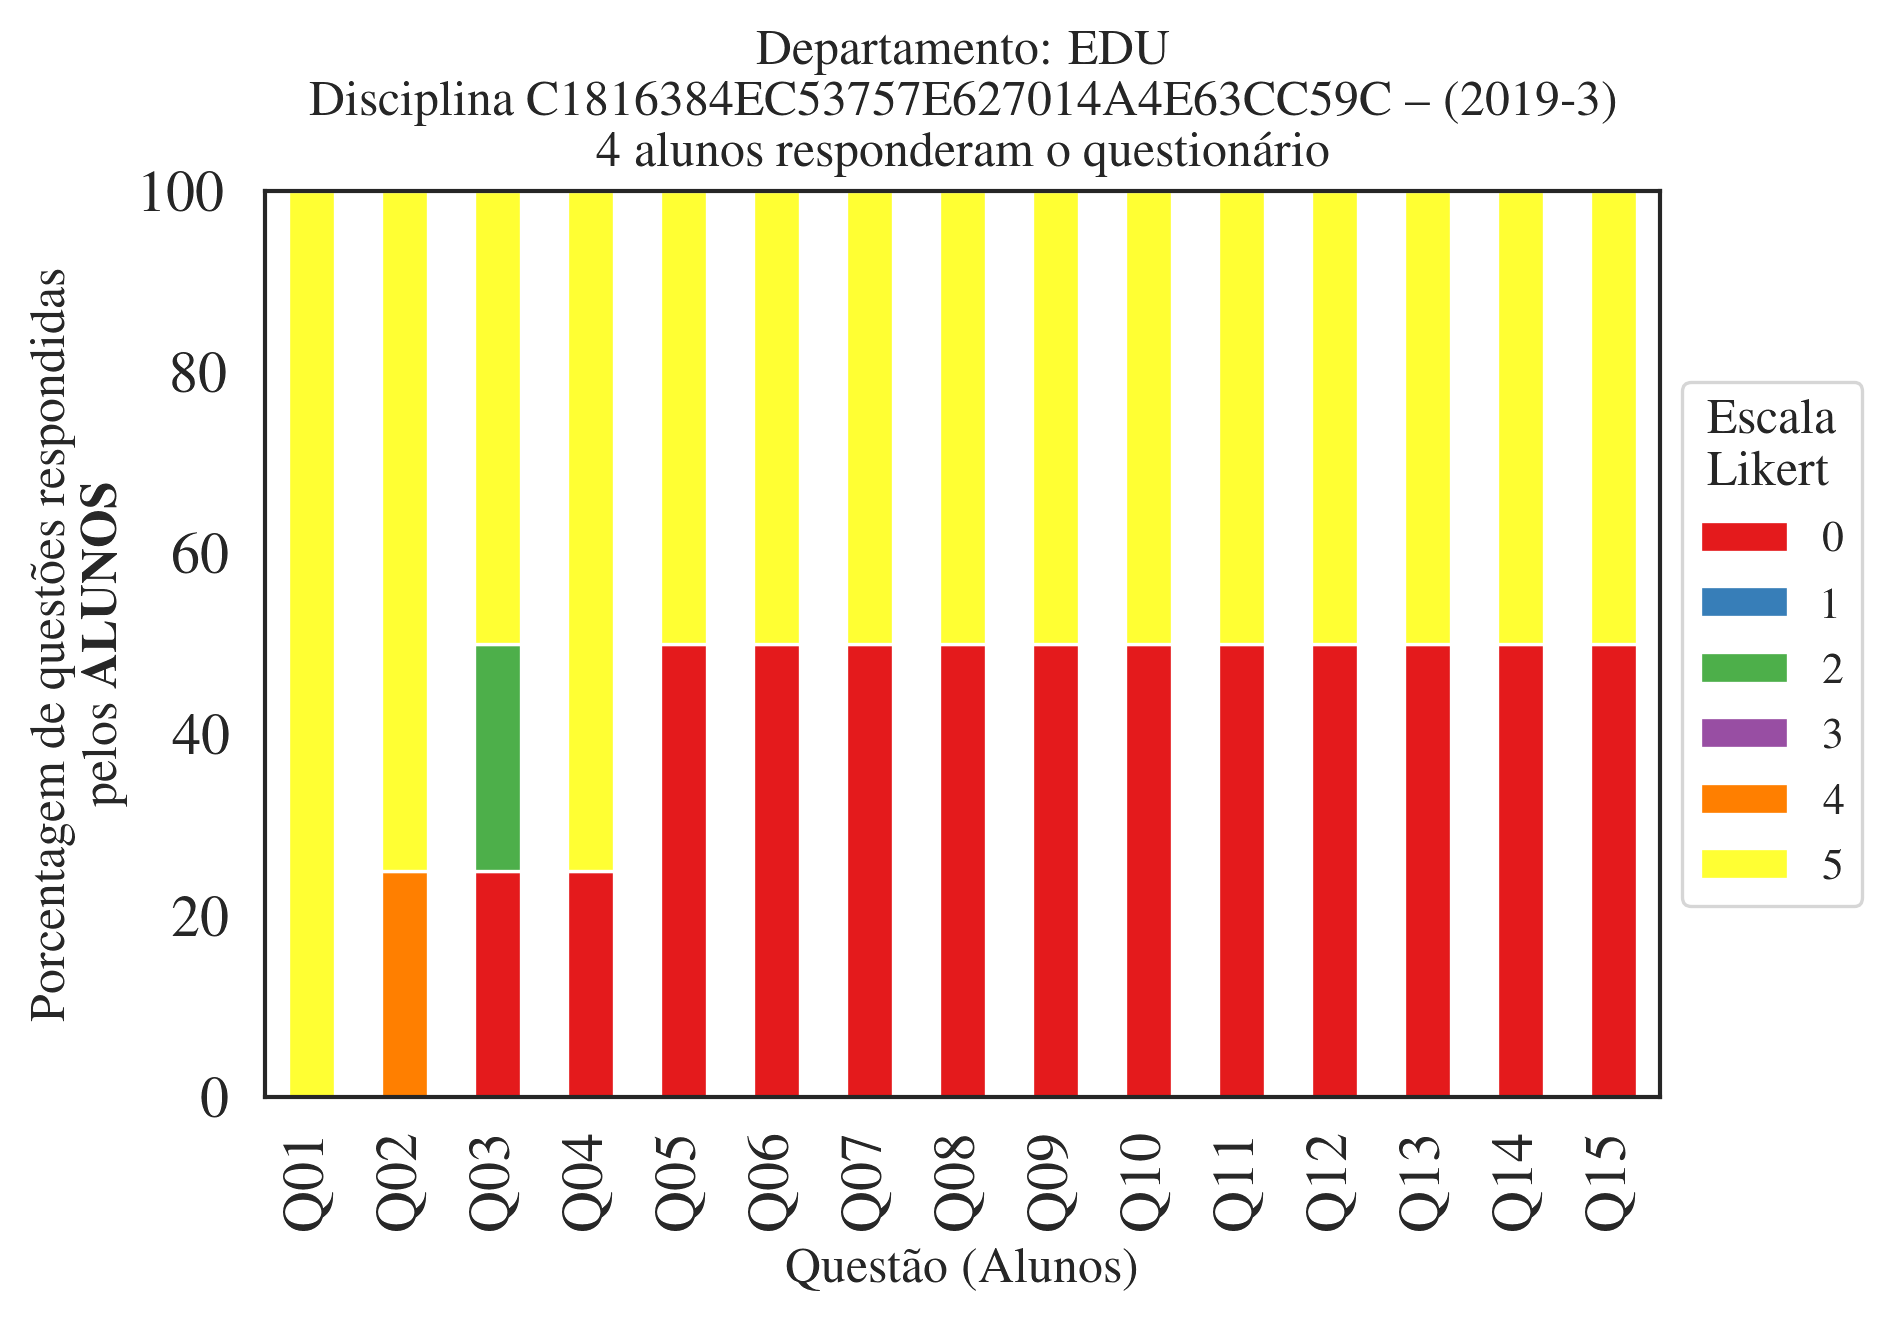 Departamento: EDU
Disciplina C1816384EC53757E627014A4E63CC59C – (2019-3)
4 alunos responderam o questionário
Porcentagem de questões respondidas
pelos ALUNOS
100
80
60
40
20
0
Q01
Q02
Q03
Q04
Q05
Q06
Q07
Q08
Q09
Q10
Q11
Q12
Q13
Q14
Q15
Questão (Alunos)
Escala
Likert
0
1
2
3
4
5